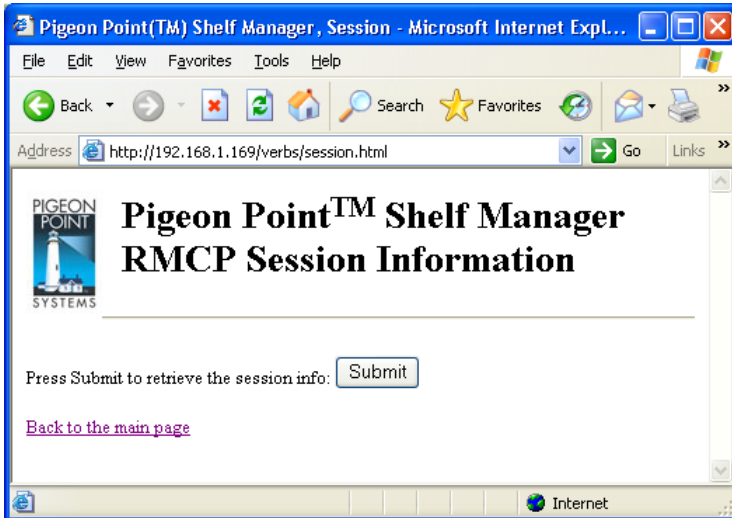 Pigeon Point(TM) Shelf Manager, Session - Microsoft Internet Expl...
File Edit View Favorites Tools Help
Back Search Favorites »
Address http://192.168.1.169/verbs/session.html Go Links »
PIGEON
POINT
SYSTEMS
Pigeon Point™ Shelf Manager
RMCP Session Information
Press Submit to retrieve the session info: Submit
Back to the main page
Internet